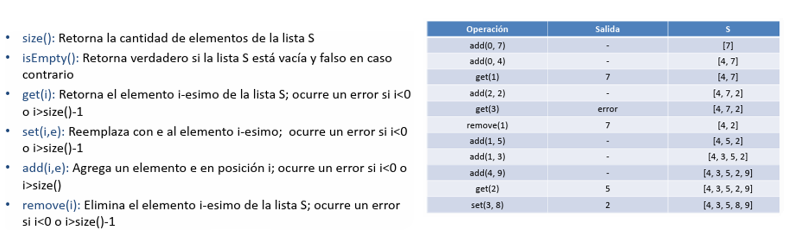 • size(): Retorna la cantidad de elementos de la lista S
• isEmpty(): Retorna verdadero si la lista S está vacía y falso en caso
contrario
• get(i): Retorna el elemento i-esimo de la lista S; ocurre un error si i<0
o i>size()-1
• set(i,e): Reemplaza con e al elemento i-esimo; ocurre un error si i<0
o i>size()-1
• add(i,e): Agrega un elemento e en posición i; ocurre un error si i<0 o
i>size()
• remove(i): Elimina el elemento i-esimo de la lista S; ocurre un error
si i<0 o i>size()-1
Operación Salida S
add(0, 7) - [7]
add(0, 4) - [4, 7]
get(1) 7 [4, 7]
add(2, 2) - [4, 7, 2]
get(3) error [4, 7, 2]
remove(1) 7 [4, 2]
add(1, 5) - [4, 5, 2]
add(1, 3) - [4, 3, 5, 2]
add(4, 9) - [4, 3, 5, 2, 9]
get(2) 5 [4, 3, 5, 2, 9]
set(3, 8) 2 [4, 3, 5, 8, 9]